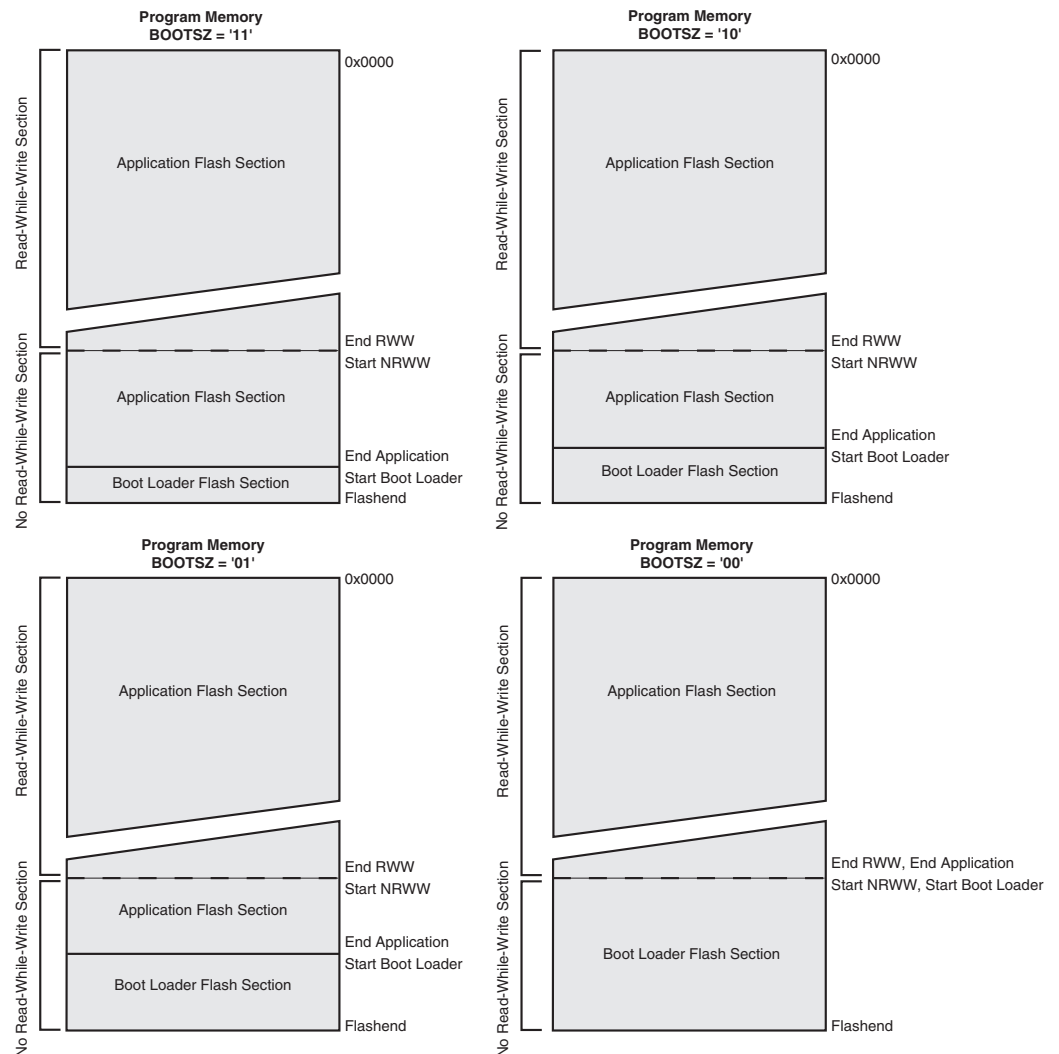 Program Memory
BOOTSZ = '11'
0x0000
Read-While-Write Section
Application Flash Section
End RWW
Start NRWW
No Read-While-Write Section
Application Flash Section
End Application
Start Boot Loader
Boot Loader Flash Section
Flashend
Program Memory
BOOTSZ = '10'
0x0000
Read-While-Write Section
Application Flash Section
End RWW
Start NRWW
No Read-While-Write Section
Application Flash Section
End Application
Start Boot Loader
Boot Loader Flash Section
Flashend
Program Memory
BOOTSZ = '01'
0x0000
Read-While-Write Section
Application Flash Section
End RWW
Start NRWW
No Read-While-Write Section
Application Flash Section
End Application
Start Boot Loader
Boot Loader Flash Section
Flashend
Program Memory
BOOTSZ = '00'
0x0000
Read-While-Write Section
Application Flash Section
End RWW, End Application
Start NRWW, Start Boot Loader
No Read-While-Write Section
Boot Loader Flash Section
Flashend